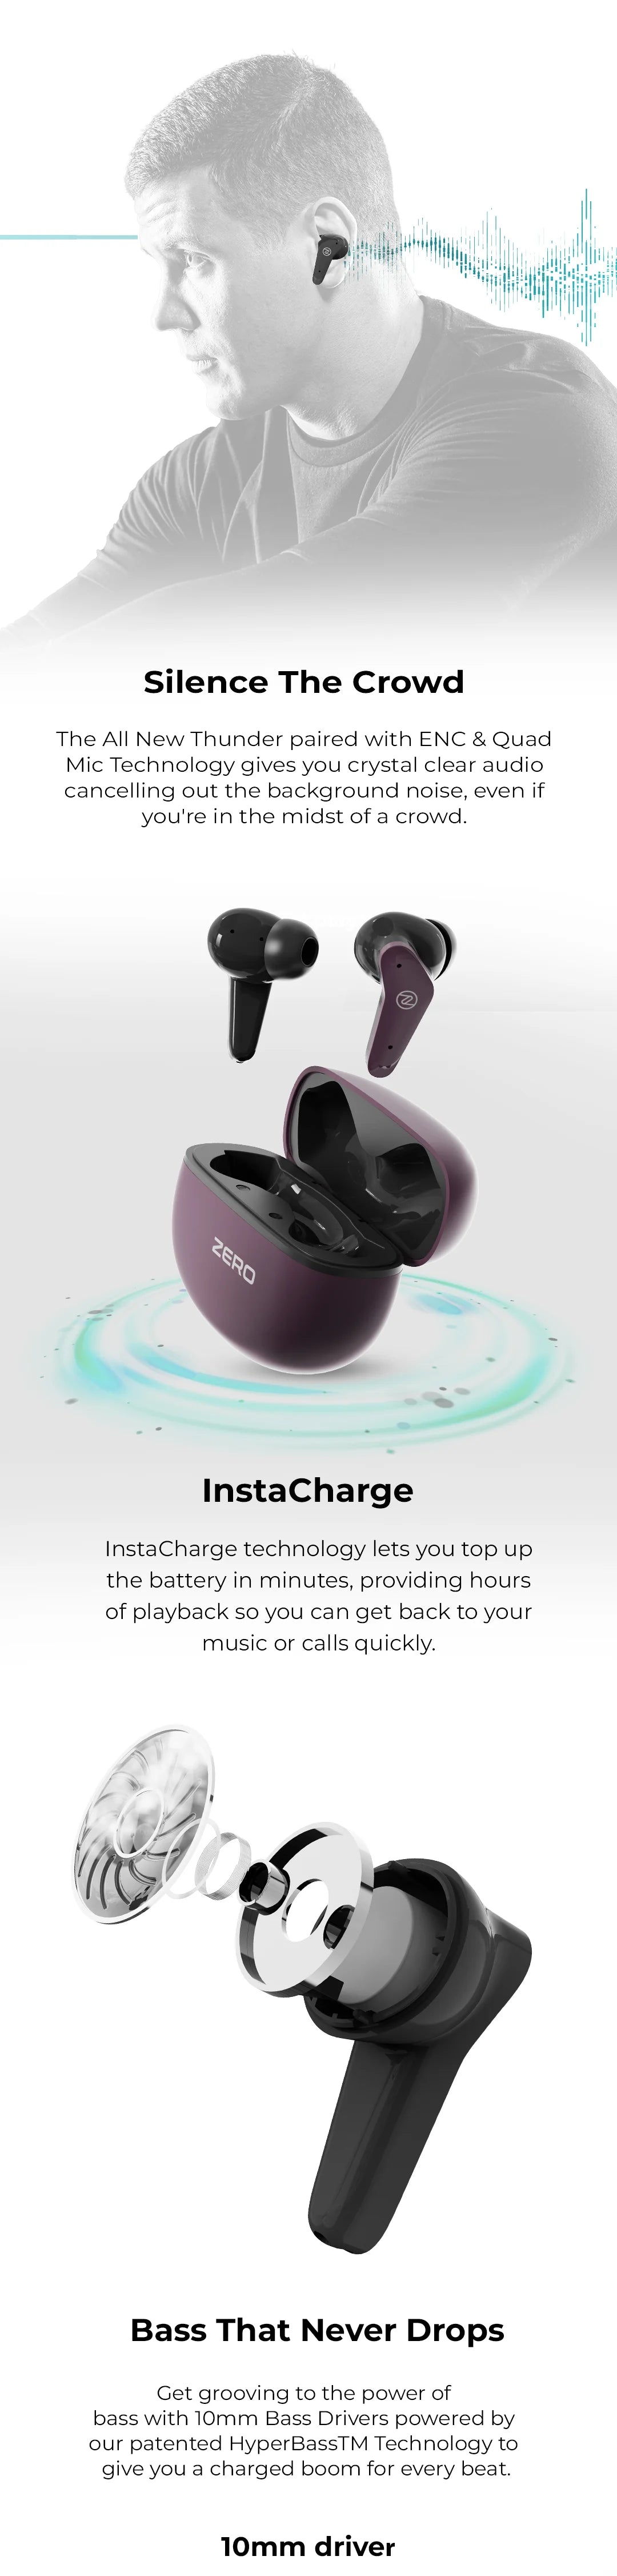 Silence The Crowd
The All New Thunder paired with ENC & Quad
Mic Technology gives you crystal clear audio
cancelling out the background noise, even if
you're in the midst of a crowd.
ZERO
InstaCharge
InstaCharge technology lets you top up
the battery in minutes, providing hours
of playback so you can get back to your
music or calls quickly.
Bass That Never Drops
Get grooving to the power of
bass with 10mm Bass Drivers powered by
our patented HyperBassTM Technology to
give you a charged boom for every beat.
10mm driver